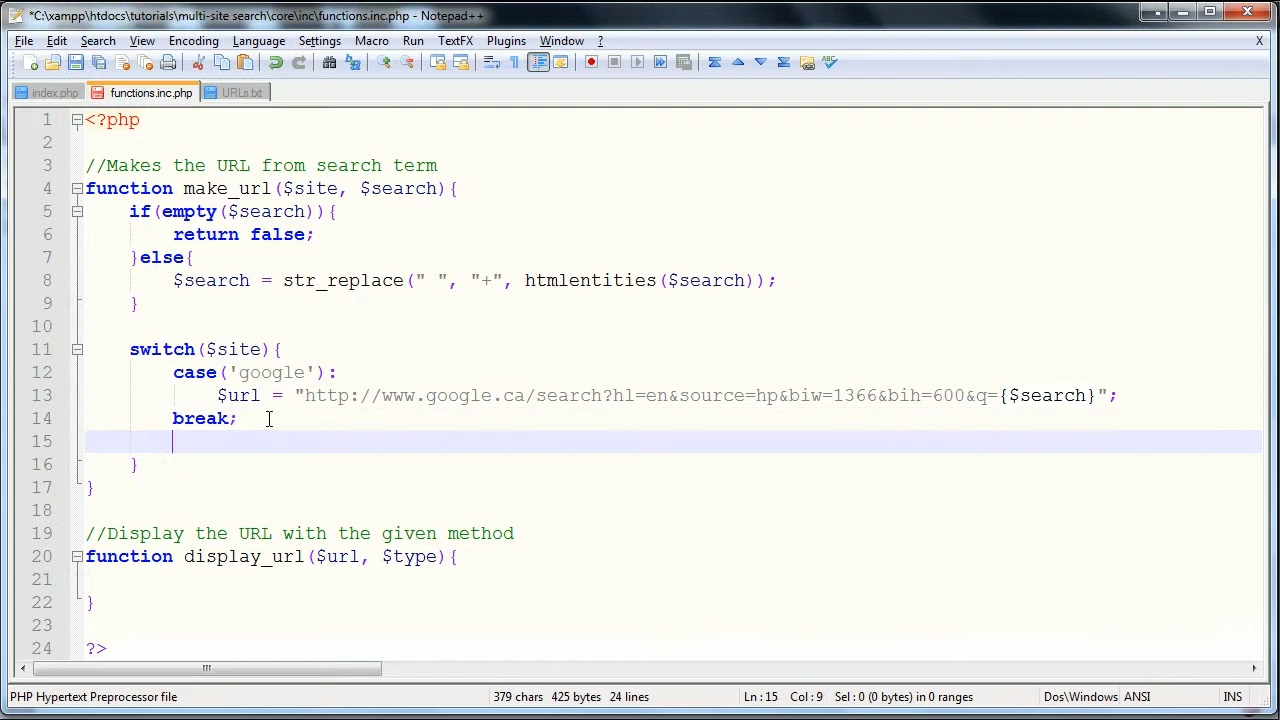 *C:\xampp\htdocs\tutorials\multi-site search\core\inc\functions.inc.php - Notepad++
File Edit Search View Encoding Language Settings Macro Run TextFX Plugins Window ? X
index.php functions.inc.php URLs.txt
1 <?php
2
3 //Makes the URL from search term
4 function make_url($site, $search){
5 if(empty($search)){
6 return false;
7 }else{
8 $search = str_replace(" ", "+", htmlentities($search));
9 }
10
11 switch($site){
12 case('google'):
13 $url = "http://www.google.ca/search?hl=en&source=hp&biw=1366&bih=600&q={$search}";
14 break;
15
16 }
17 }
18
19 //Display the URL with the given method
20 function display_url($url, $type){
21
22 }
23
24 ?>
PHP Hypertext Preprocessor file 379 chars 425 bytes 24 lines Ln : 15 Col : 9 Sel : 0 (0 bytes) in 0 ranges Dos\Windows ANSI INS